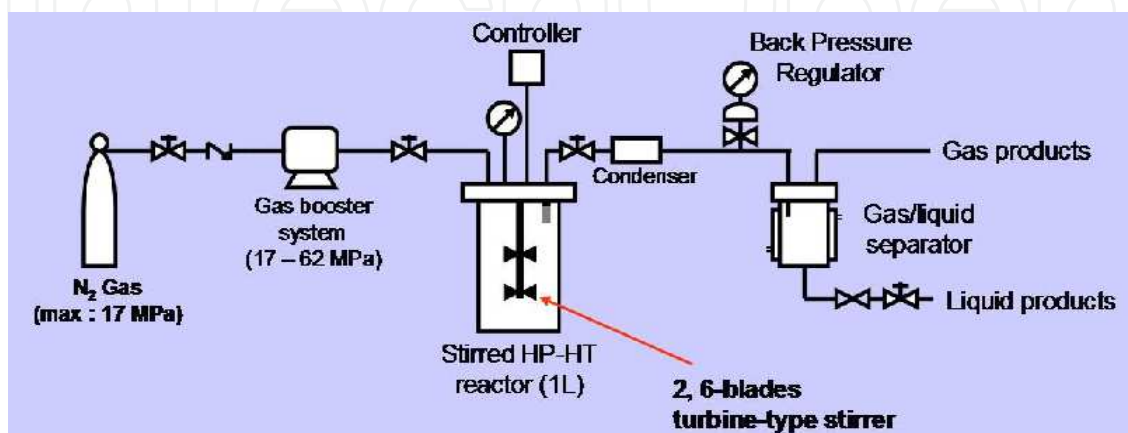 Controller
Back Pressure
Regulator
Gas products
Condenser
Gas booster
system
(17 – 62 MPa)
Gas/liquid
separator
N₂ Gas
(max : 17 MPa)
Liquid products
Stirred HP-HT
reactor (1L)
2, 6-blades
turbine-type stirrer